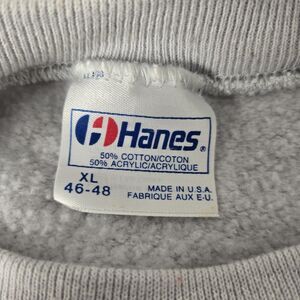 Hanes®
50% COTTON/COTON
50% ACRYLIC/ACRYLIQUE
XL
46-48
MADE IN U.S.A.
FABRIQUE AUX E-U.